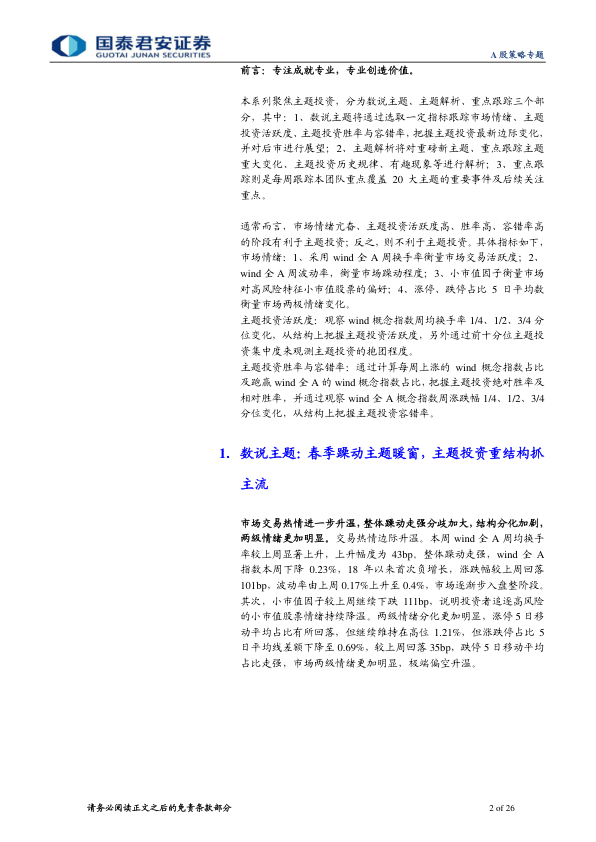 国泰君安证券
GUOTAI JUNAN SECURITIES
A 股策略专题
前言：专注成就专业，专业创造价值。
本系列聚焦主题投资，分为数说主题、主题解析、重点跟踪三个部
分，其中：1、数说主题将通过选取一定指标跟踪市场情绪、主题
投资活跃度、主题投资胜率与容错率，把握主题投资最新边际变化，
并对后市进行展望；2、主题解析将对重磅新主题、重点跟踪主题
重大变化、主题投资历史规律、有趣现象等进行解析；3、重点跟
踪则是每周跟踪本团队重点覆盖 20 大主题的重要事件及后续关注
重点。
通常而言，市场情绪亢奋、主题投资活跃度高、胜率高、容错率高
的阶段有利于主题投资；反之，则不利于主题投资。具体指标如下，
市场情绪：1、采用 wind 全 A 周换手率衡量市场交易活跃度；2、
wind 全 A 周波动率，衡量市场躁动程度；3、小市值因子衡量市场
对高风险特征小市值股票的偏好；4、涨停、跌停占比 5 日平均数
衡量市场两极情绪变化。
主题投资活跃度：观察 wind 概念指数周均换手率 1/4、1/2、3/4 分
位变化，从结构上把握主题投资活跃度，另外通过前十分位主题投
资集中度来观测主题投资的抱团程度。
主题投资胜率与容错率：通过计算每周上涨的 wind 概念指数占比
及跑赢 wind 全 A 的 wind 概念指数占比，把握主题投资绝对胜率及
相对胜率，并通过观察 wind 全 A 概念指数周涨跌幅 1/4、1/2、3/4
分位变化，从结构上把握主题投资容错率。
1. 数说主题：春季躁动主题暖窗，主题投资重结构抓
主流
市场交易热情进一步升温，整体躁动走强分歧加大，结构分化加剧，
两级情绪更加明显。交易热情边际升温。本周 wind 全 A 周均换手
率较上周显著上升，上升幅度为 43bp。整体躁动走强，wind 全 A
指数本周下降 0.23%，18 年以来首次负增长，涨跌幅较上周回落
101bp，波动率由上周 0.17%上升至 0.4%，市场逐渐步入盘整阶段。
其次，小市值因子较上周继续下跌 111bp，说明投资者追逐高风险
的小市值股票情绪持续降温。两级情绪分化更加明显，涨停 5 日移
动平均占比有所回落，但继续维持在高位 1.21%，但涨跌停占比 5
日平均线差额下降至 0.69%，较上周回落 35bp，跌停 5 日移动平均
占比走强，市场两级情绪更加明显，极端偏空升温。
请务必阅读正文之后的免责条款部分
2 of 26